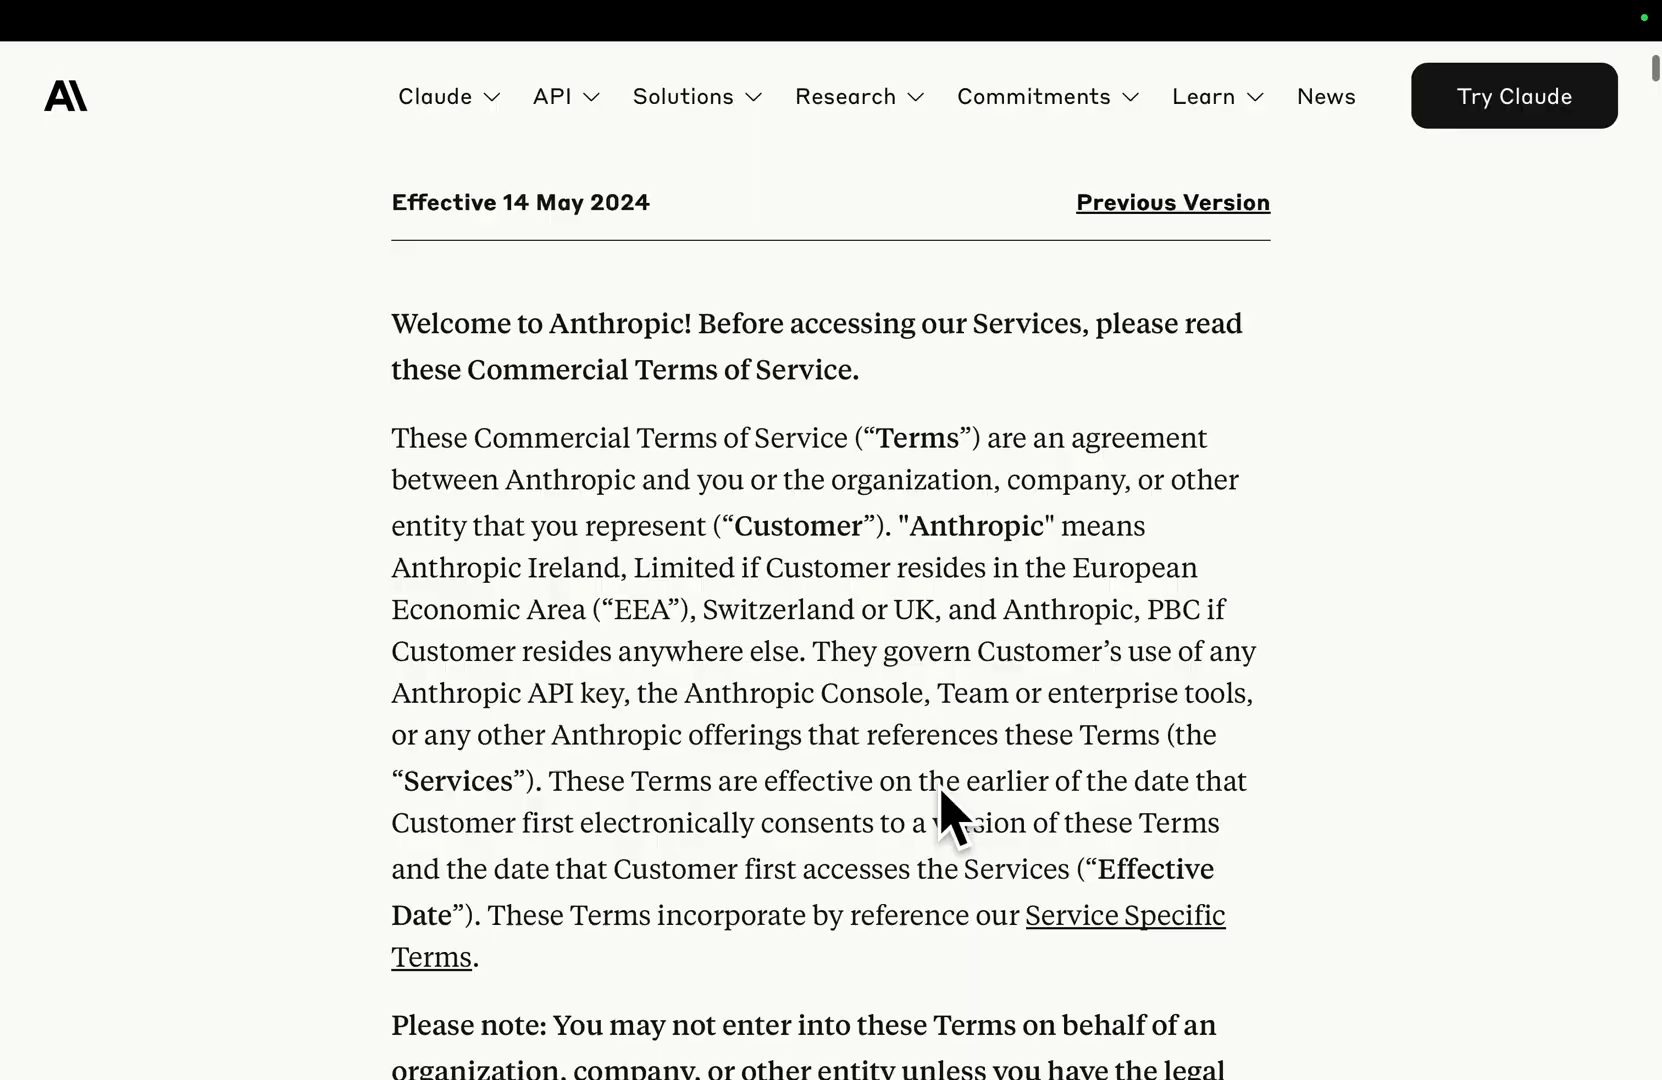 Claude API Solutions Research Commitments Learn News Try Claude
Effective 14 May 2024 Previous Version
Welcome to Anthropic! Before accessing our Services, please read
these Commercial Terms of Service.
These Commercial Terms of Service (“Terms”) are an agreement
between Anthropic and you or the organization, company, or other
entity that you represent (“Customer”). "Anthropic" means
Anthropic Ireland, Limited if Customer resides in the European
Economic Area (“EEA”), Switzerland or UK, and Anthropic, PBC if
Customer resides anywhere else. They govern Customer’s use of any
Anthropic API key, the Anthropic Console, Team or enterprise tools,
or any other Anthropic offerings that references these Terms (the
“Services”). These Terms are effective on the earlier of the date that
Customer first electronically consents to a version of these Terms
and the date that Customer first accesses the Services (“Effective
Date”). These Terms incorporate by reference our Service Specific
Terms.
Please note: You may not enter into these Terms on behalf of an
organization, company, or other entity unless you have the legal